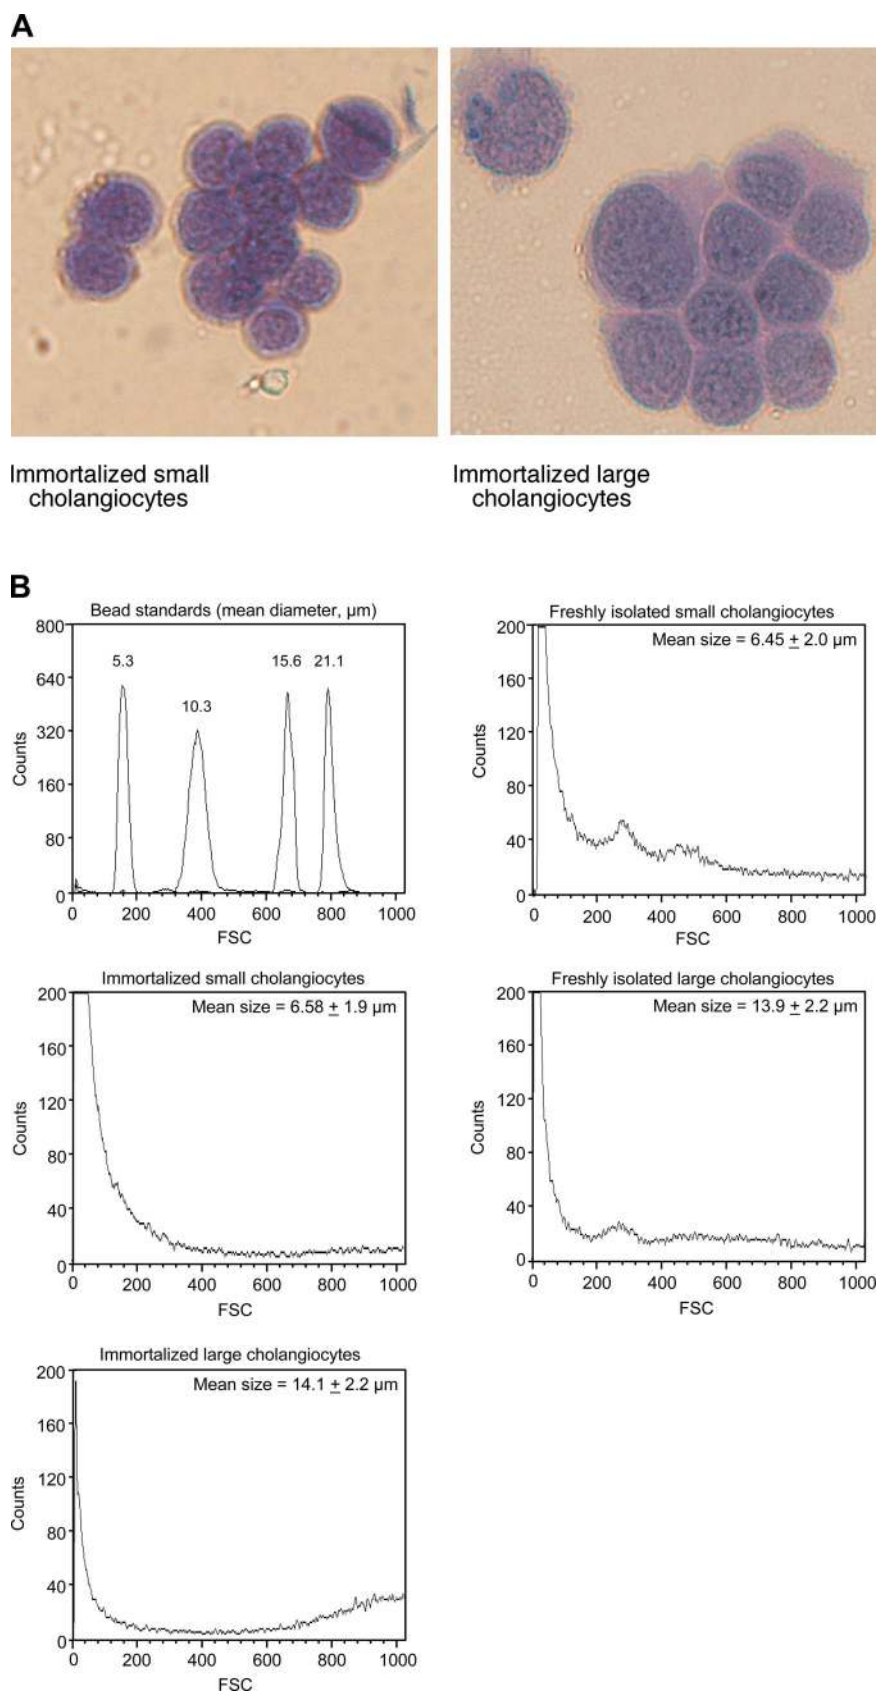 A
Immortalized small
cholangiocytes
Immortalized large
cholangiocytes
B
Bead standards (mean diameter, µm)
800
640
320
160
80
0
Counts
5.3
10.3
15.6
21.1
0 200 400 600 800 1000
FSC
Freshly isolated small cholangiocytes
Mean size = 6.45 ± 2.0 µm
200
160
120
80
40
0
Counts
0 200 400 600 800 1000
FSC
Immortalized small cholangiocytes
Mean size = 6.58 ± 1.9 µm
200
160
120
80
40
0
Counts
0 200 400 600 800 1000
FSC
Freshly isolated large cholangiocytes
Mean size = 13.9 ± 2.2 µm
200
160
120
80
40
0
Counts
0 200 400 600 800 1000
FSC
Immortalized large cholangiocytes
Mean size = 14.1 ± 2.2 µm
200
160
120
80
40
0
Counts
0 200 400 600 800 1000
FSC